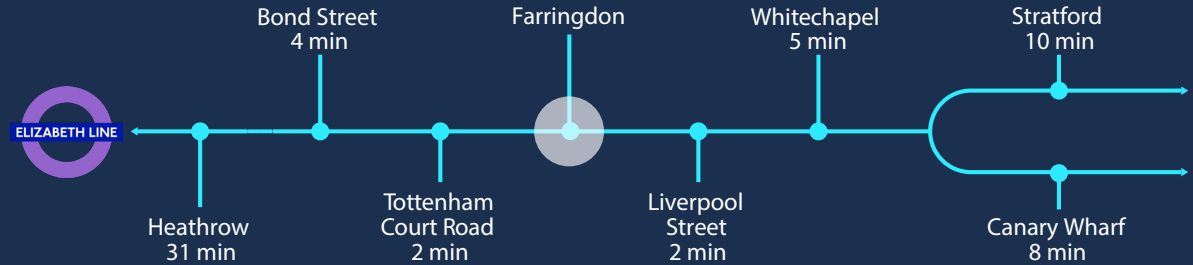 Bond Street
4 min
Farringdon
Whitechapel
5 min
Stratford
10 min
ELIZABETH LINE
Heathrow
31 min
Tottenham
Court Road
2 min
Liverpool
Street
2 min
Canary Wharf
8 min